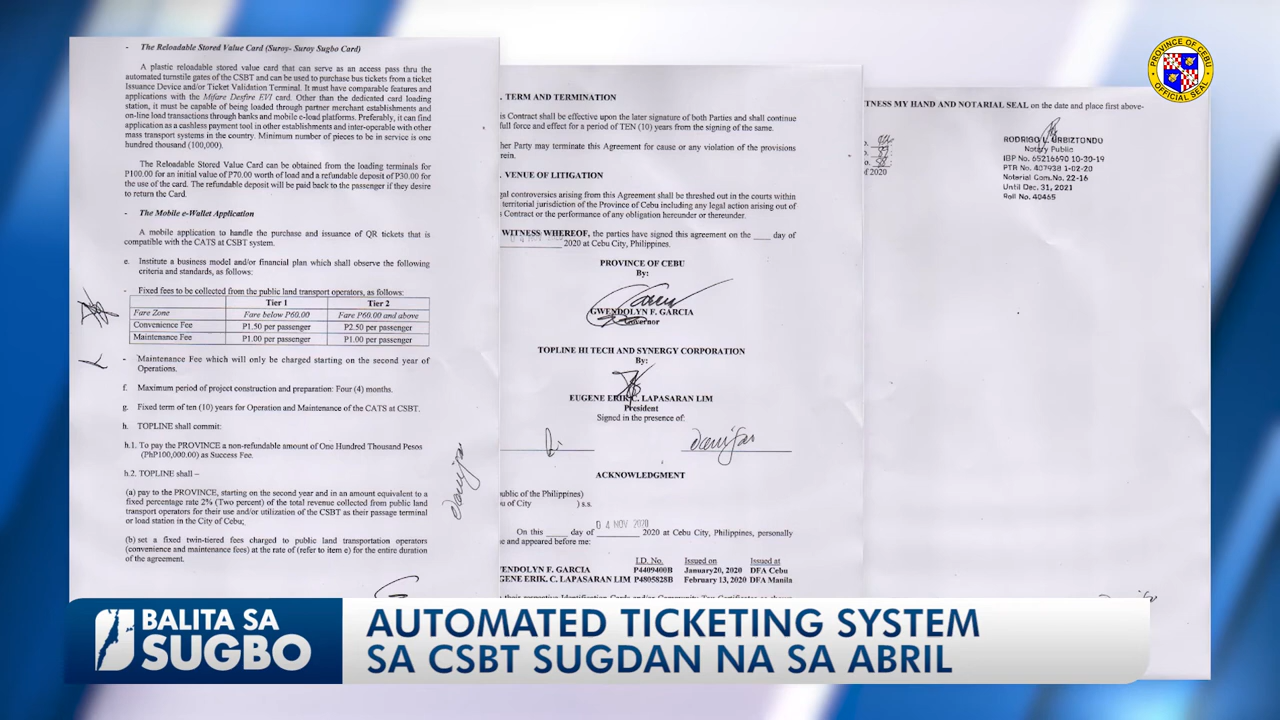 - The Reloadable Stored Value Card (Suroy- Suroy Sugbo Card)
A plastic reloadable stored value card that can serve as an access pass thru the
automated turnstile gates of the CSBT and can be used to purchase bus tickets from a ticket
Issuance Device and/or Ticket Validation Terminal. It must have comparable features and
applications with the Mifare Desfire EVI card. Other than the dedicated card loading
station, it must be capable of being loaded through partner merchant establishments and
on-line load transactions through banks and mobile e-load platforms. Preferably, it can find
application as a cashless payment tool in other establishments and inter-operable with other
mass transport systems in the country. Minimum number of pieces to be in service is one
hundred thousand (100,000).
The Reloadable Stored Value Card can be obtained from the loading terminals for
P100.00 for an initial value of P70.00 worth of load and a refundable deposit of P30.00 for
the use of the card. The refundable deposit will be paid back to the passenger if they desire
to return the Card.
- The Mobile e-Wallet Application
A mobile application to handle the purchase and issuance of QR tickets that is
compatible with the CATS at CSBT system.
e. Institute a business model and/or financial plan which shall observe the following
criteria and standards, as follows:
- Fixed fees to be collected from the public land transport operators, as follows:
Tier 1 Tier 2
Fare Zone Fare below P60.00 Fare P60.00 and above
Convenience Fee P1.50 per passenger P2.50 per passenger
Maintenance Fee P1.00 per passenger P1.00 per passenger
- Maintenance Fee which will only be charged starting on the second year of
Operations.
f. Maximum period of project construction and preparation: Four (4) months.
g. Fixed term of ten (10) years for Operation and Maintenance of the CATS at CSBT.
h. TOPLINE shall commit:
h.1. To pay the PROVINCE a non-refundable amount of One Hundred Thousand Pesos
(PhP100,000.00) as Success Fee.
h.2. TOPLINE shall –
(a) pay to the PROVINCE, starting on the second year and in an amount equivalent to a
fixed percentage rate 2% (Two percent) of the total revenue collected from public land
transport operators for their use and/or utilization of the CSBT as their passage terminal
or load station in the City of Cebu;
(b) set a fixed twin-tiered fees charged to public land transportation operators
(convenience and maintenance fees) at the rate of (refer to item e) for the entire duration
of the agreement.
. TERM AND TERMINATION
is Contract shall be effective upon the later signature of both Parties and shall continue
full force and effect for a period of TEN (10) years from the signing of the same.
her Party may terminate this Agreement for cause or any violation of the provisions
rein.
. VENUE OF LITIGATION
gal controversies arising from this Agreement shall be threshed out in the courts within
territorial jurisdiction of the Province of Cebu including any legal action arising out of
Contract or the performance of any obligation hereunder or thereunder.
WITNESS WHEREOF, the parties have signed this agreement on the ____ day of
04 NOV 2020 2020 at Cebu City, Philippines.
PROVINCE OF CEBU
By:
GWENDOLYN F. GARCIA
Governor
TOPLINE HI TECH AND SYNERGY CORPORATION
By:
EUGENE ERIK C. LAPASARAN LIM
President
Signed in the presence of:
ACKNOWLEDGMENT
public of the Philippines)
u of City ) s.s.
On this ____ day of 04 NOV 2020 2020 at Cebu City, Philippines, personally
e and appeared before me:
I.D. No. Issued on Issued at
ENDOLYN F. GARCIA P4409400B January20, 2020 DFA Cebu
GENE ERIK. C. LAPASARAN LIM P4805828B February 13, 2020 DFA Manila
TNESS MY HAND AND NOTARIAL SEAL on the date and place first above-
f 2020
RODRIGO L. URBIZTONDO
Notary Public
IBP No. 65216690 10-30-19
PTR No. 407938 1-02-20
Notarial Com.No. 22-16
Until Dec. 31, 2021
Roll No. 40465
PROVINCE OF CEBU
OFFICIAL SEAL
BALITA SA
SUGBO
AUTOMATED TICKETING SYSTEM
SA CSBT SUGDAN NA SA ABRIL